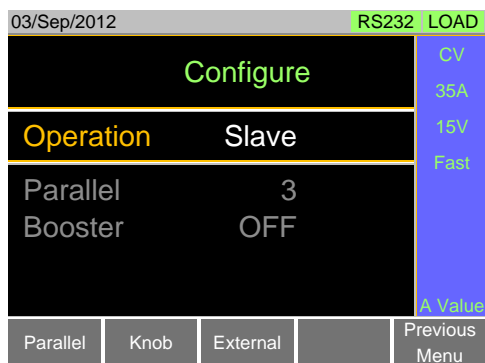 03/Sep/2012 RS232 LOAD
Configure
Operation Slave
Parallel 3
Booster OFF
CV
35A
15V
Fast
A Value
Parallel Knob External Previous Menu